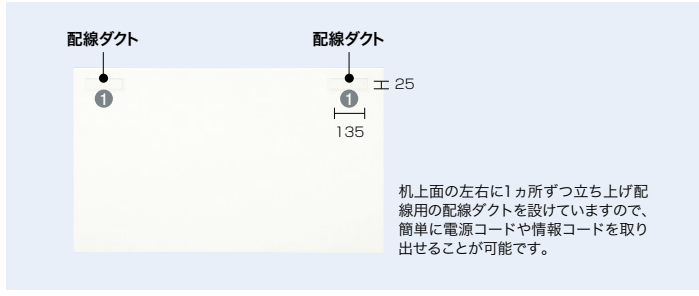 配線ダクト
配線ダクト
❶
❶
25
135
机上面の左右に1ヵ所ずつ立ち上げ配
線用の配線ダクトを設けていますので、
簡単に電源コードや情報コードを取り
出せることが可能です。